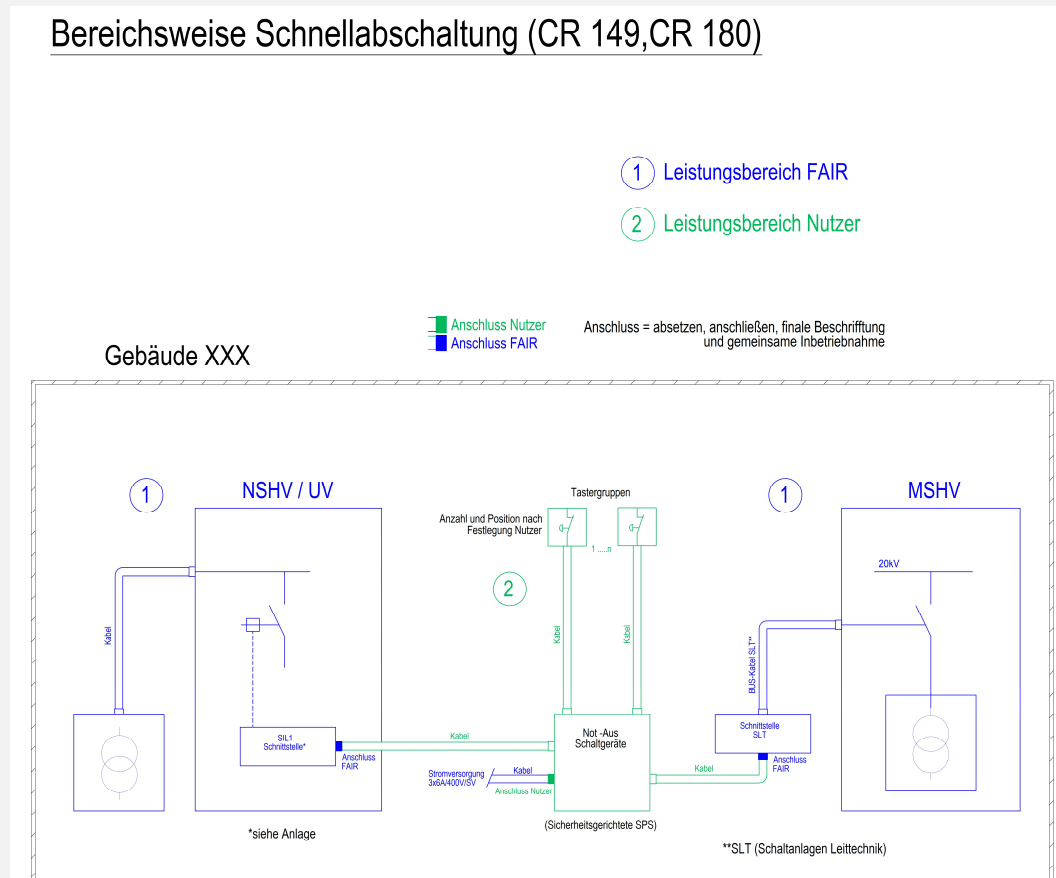 Bereichsweise Schnellabschaltung (CR 149,CR 180)
1 Leistungsbereich FAIR
2 Leistungsbereich Nutzer
Anschluss Nutzer
Anschluss FAIR
Anschluss = absetzen, anschließen, finale Beschrifftung
und gemeinsame Inbetriebnahme
Gebäude XXX
1
NSHV / UV
Tastergruppen
1
MSHV
Anzahl und Position nach
Festlegung Nutzer
1 .....n
2
20kV
Kabel
Kabel
Kabel
BUS-Kabel SLT**
SIL1
Schnittstelle*
Anschluss
FAIR
Kabel
Not -Aus
Schaltgeräte
Schnittstelle
SLT
Anschluss
FAIR
Stromversorgung
3x6A/400V/SV
Kabel
Anschluss Nutzer
Kabel
(Sicherheitsgerichtete SPS)
*siehe Anlage
**SLT (Schaltanlagen Leittechnik)